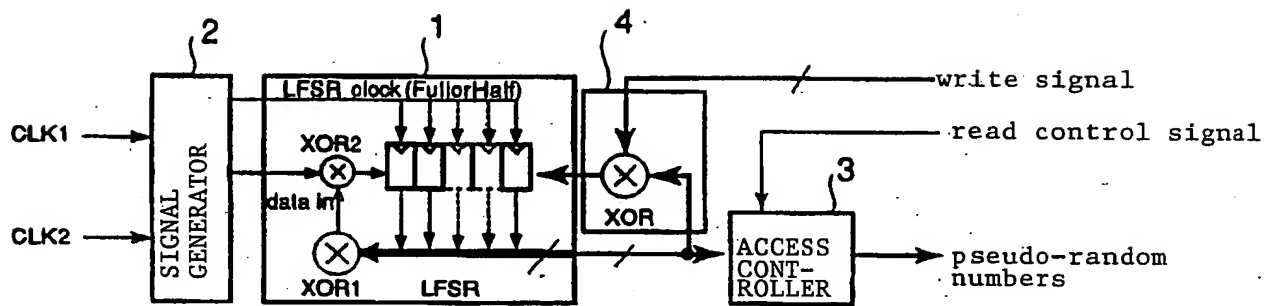 2
1
4
LFSR clock (FullorHalf)
write signal
CLK1
XOR2
read control signal
SIGNAL
GENERATOR
data in
XOR
3
CLK2
XOR1
LFSR
ACCESS
CONT-
ROLLER
pseudo-random
numbers